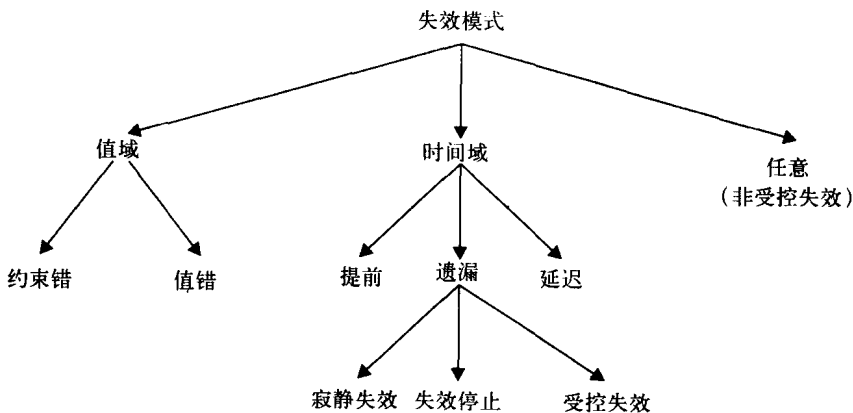 失效模式
值域
时间域
任意
(非受控失效)
约束错
值错
提前
遗漏
延迟
寂静失效
失效停止
受控失效